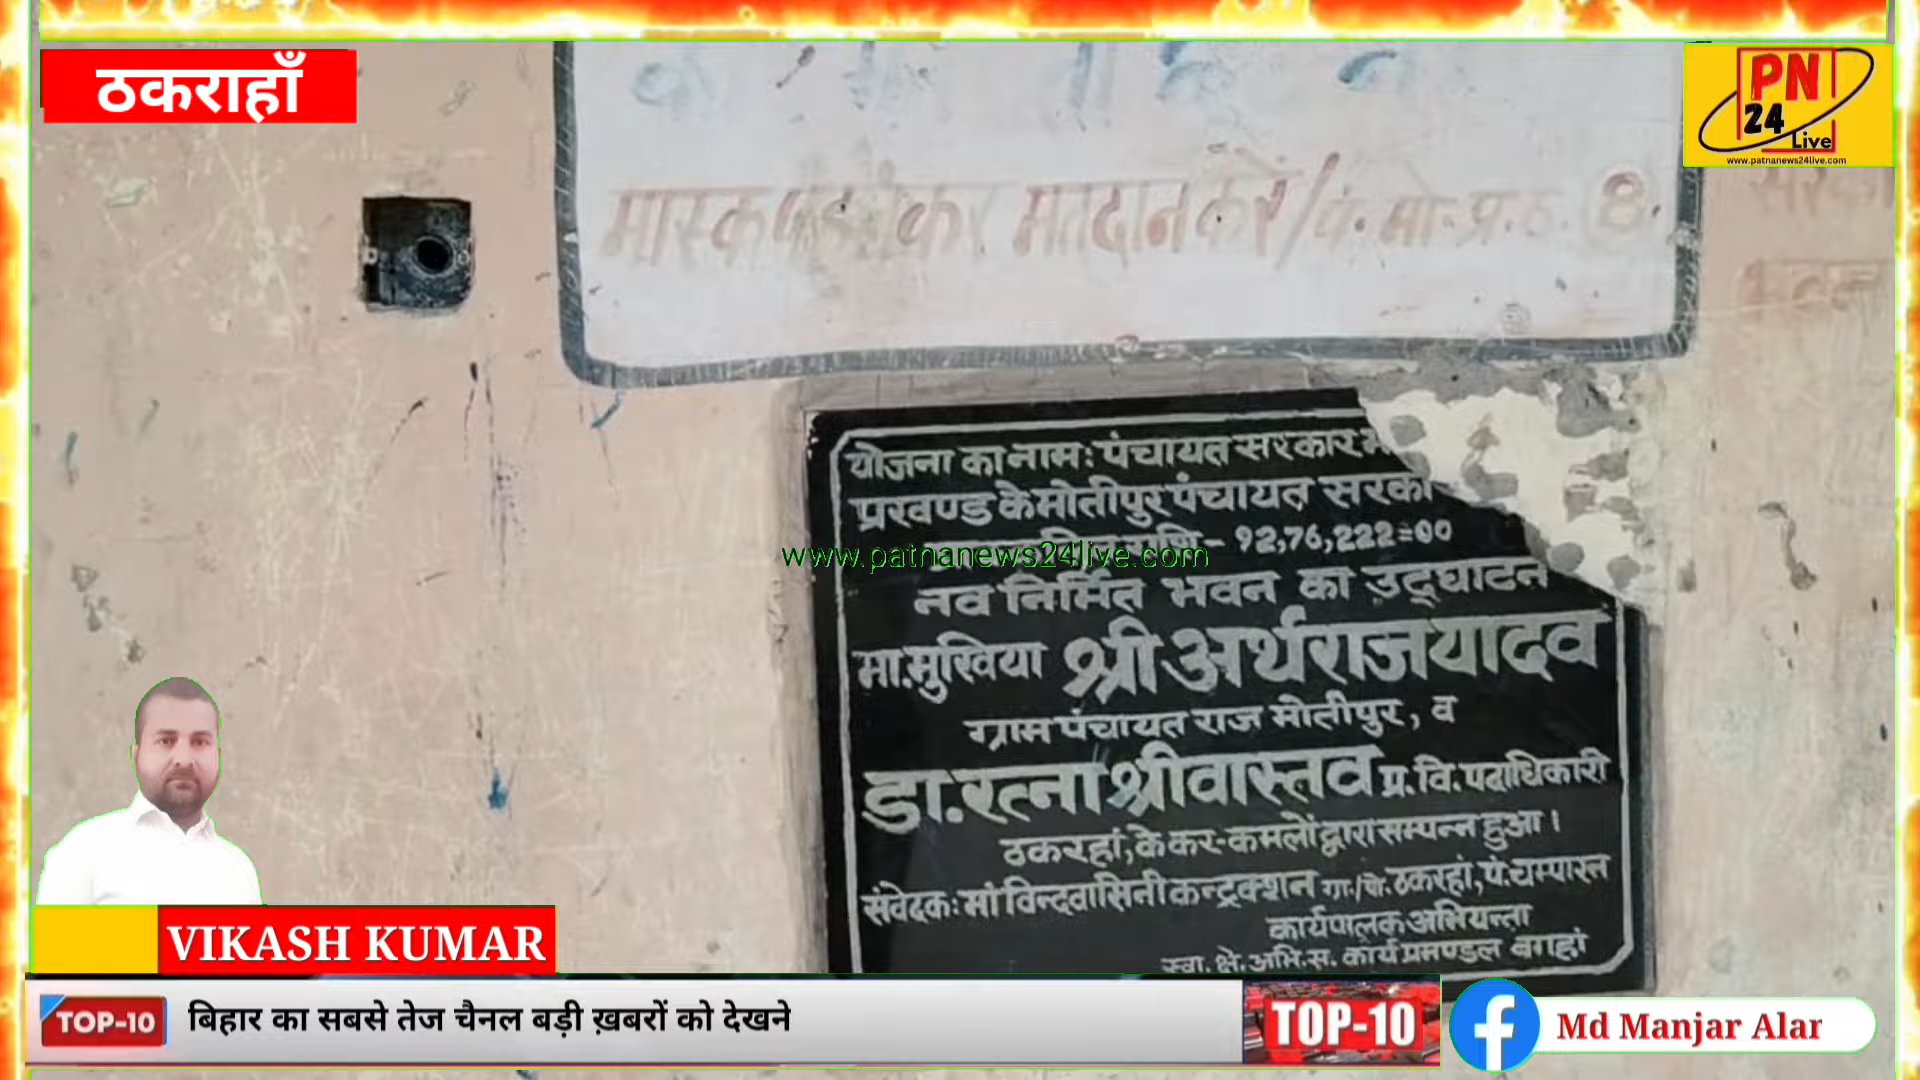 ठकराहाँ
PN
24
Live
www.patnanews24live.com
मास्क मतदान करें/
योजना का नाम: पंचायत सरकार
प्रखण्ड के मोतीपुर पंचायत सरका
राशि - 92,76,222=00
www.patnanews24live.com
नव निर्मित भवन का उद्घाटन
मा.मुखिया श्री अर्थराज यादव
ग्राम पंचायत राज मोतीपुर, व
डा.रत्ना श्रीवास्तव प्र.वि.पदाधिकारी
ठकरहां, के कर-कमलों द्वारा सम्पन्न हुआ।
संवेदक: मां विन्दवासिनी कन्ट्रक्शन ग्रा./पो. ठकरहां, पं. चम्पारन
कार्यपालक अभियन्ता
स्था. क्षे. अभि. स. कार्य प्रमण्डल बगहां
VIKASH KUMAR
TOP-10 बिहार का सबसे तेज चैनल बड़ी ख़बरों को देखने
TOP-10
Md Manjar Alar